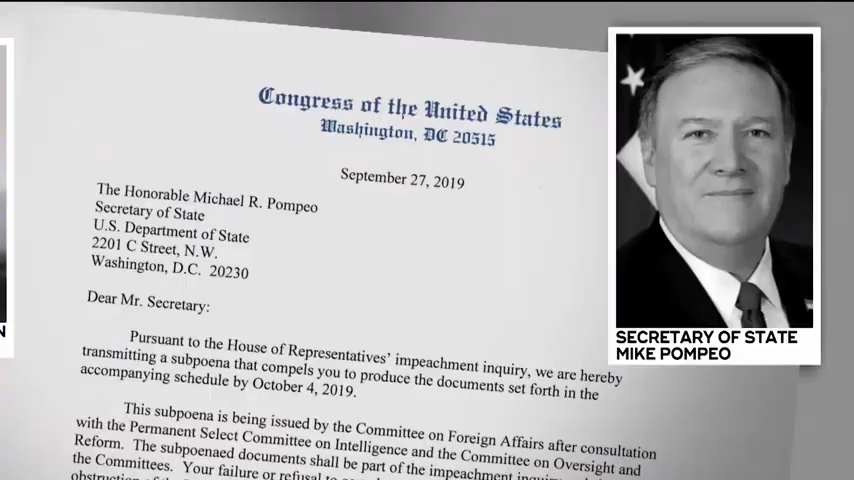 Congress of the United States
Washington, DC 20515
September 27, 2019
The Honorable Michael R. Pompeo
Secretary of State
U.S. Department of State
2201 C Street, N.W.
Washington, D.C. 20230
Dear Mr. Secretary:
Pursuant to the House of Representatives' impeachment inquiry, we are hereby
transmitting a subpoena that compels you to produce the documents set forth in the
accompanying schedule by October 4, 2019.
This subpoena is being issued by the Committee on Foreign Affairs after consultation
with the Permanent Select Committee on Intelligence and the Committee on Oversight and
Reform. The subpoenaed documents shall be part of the impeachment
the Committees. Your failure or refusal to
SECRETARY OF STATE
MIKE POMPEO
N